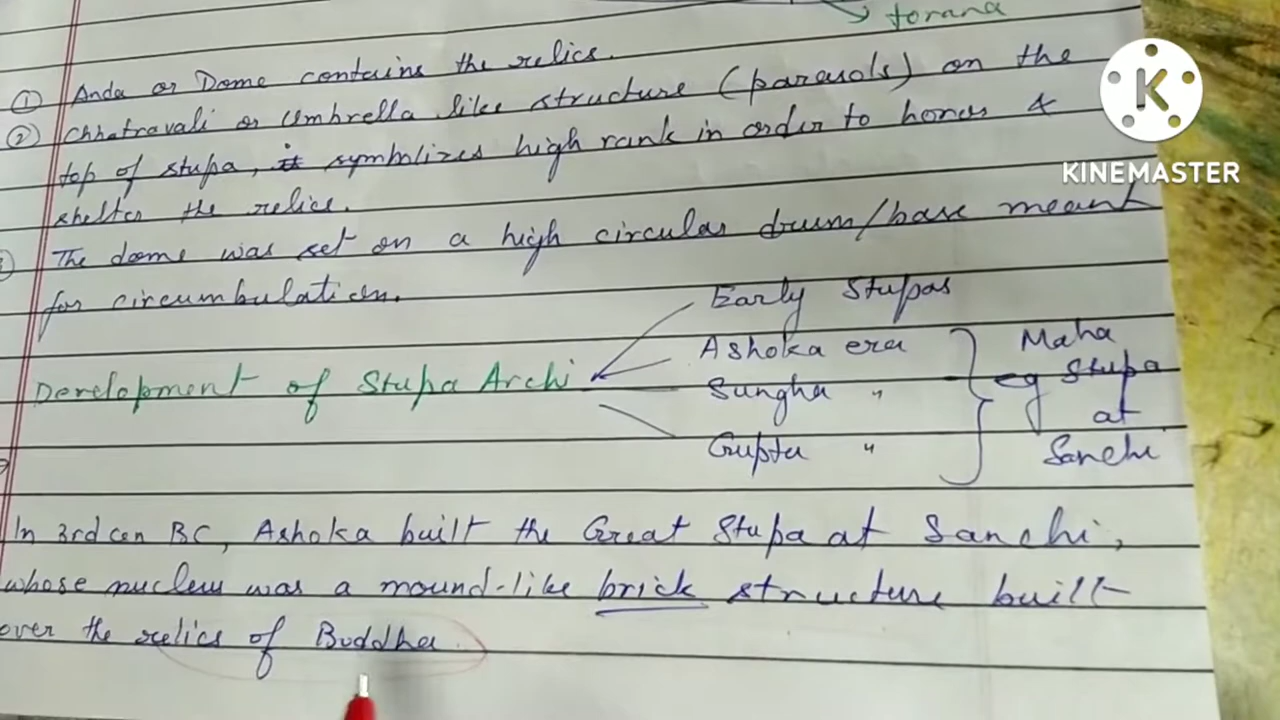 torana
① Anda or Dome contains the relics.
② Chhatravali or Umbrella like structure (parasols) on the
top of stupa, it symbolizes high rank in order to honor &
shelter the relics.
The dome was set on a high circular drum/base meant
for circumbulation.
Early Stupas
Ashoka era
Development of Stupa Archi
Sungha "
Gupta "
Maha
eg Stupa
at
Sanchi
In 3rd cen BC, Ashoka built the Great Stupa at Sanchi,
whose nucleus was a mound-like brick structure built
over the relics of Buddha.
K
KINEMASTER